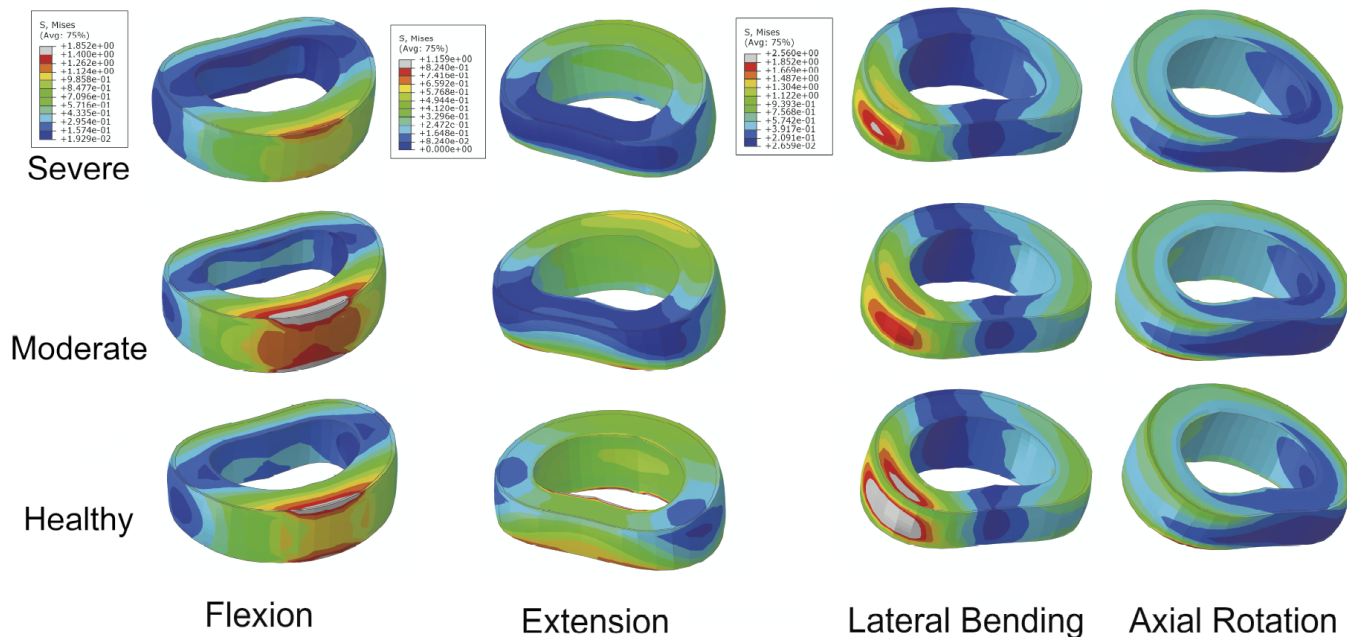 S, Mises
(Avg: 75%)
+1.852e+00
+1.400e+00
+1.262e+00
+1.124e+00
+9.858e-01
+8.477e-01
+7.096e-01
+5.716e-01
+4.335e-01
+2.954e-01
+1.574e-01
+1.929e-02
S, Mises
(Avg: 75%)
+1.159e+00
+8.240e-01
+7.416e-01
+6.592e-01
+5.768e-01
+4.944e-01
+4.120e-01
+3.296e-01
+2.472e-01
+1.648e-01
+8.240e-02
+0.000e+00
S, Mises
(Avg: 75%)
+2.560e+00
+1.852e+00
+1.669e+00
+1.487e+00
+1.304e+00
+1.122e+00
+9.393e-01
+7.568e-01
+5.742e-01
+3.917e-01
+2.091e-01
+2.659e-02
Severe
Moderate
Healthy
Flexion
Extension
Lateral Bending
Axial Rotation